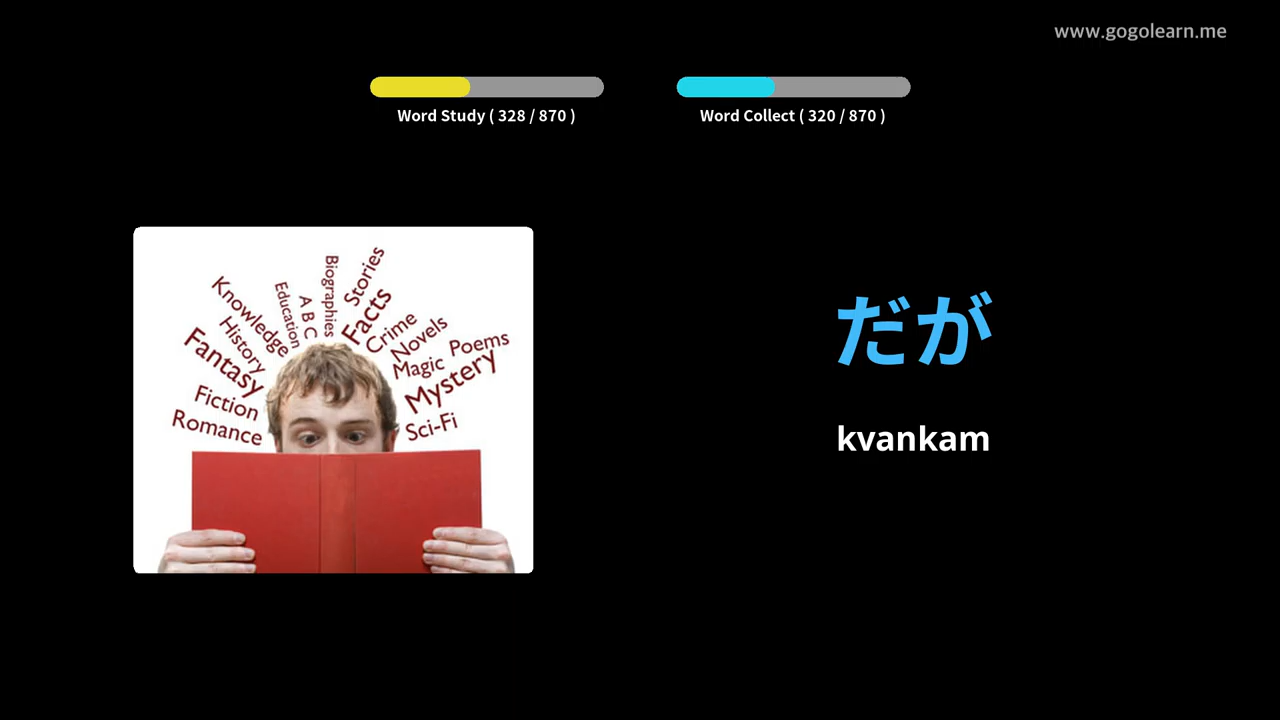 www.gogolearn.me
Word Study ( 328 / 870 )
Word Collect ( 320 / 870 )
Knowledge
History
Fantasy
Fiction
Romance
Education
A B C
Biographies
Stories
Facts
Crime
Novels
Magic
Poems
Mystery
Sci-Fi
だが
kvankam